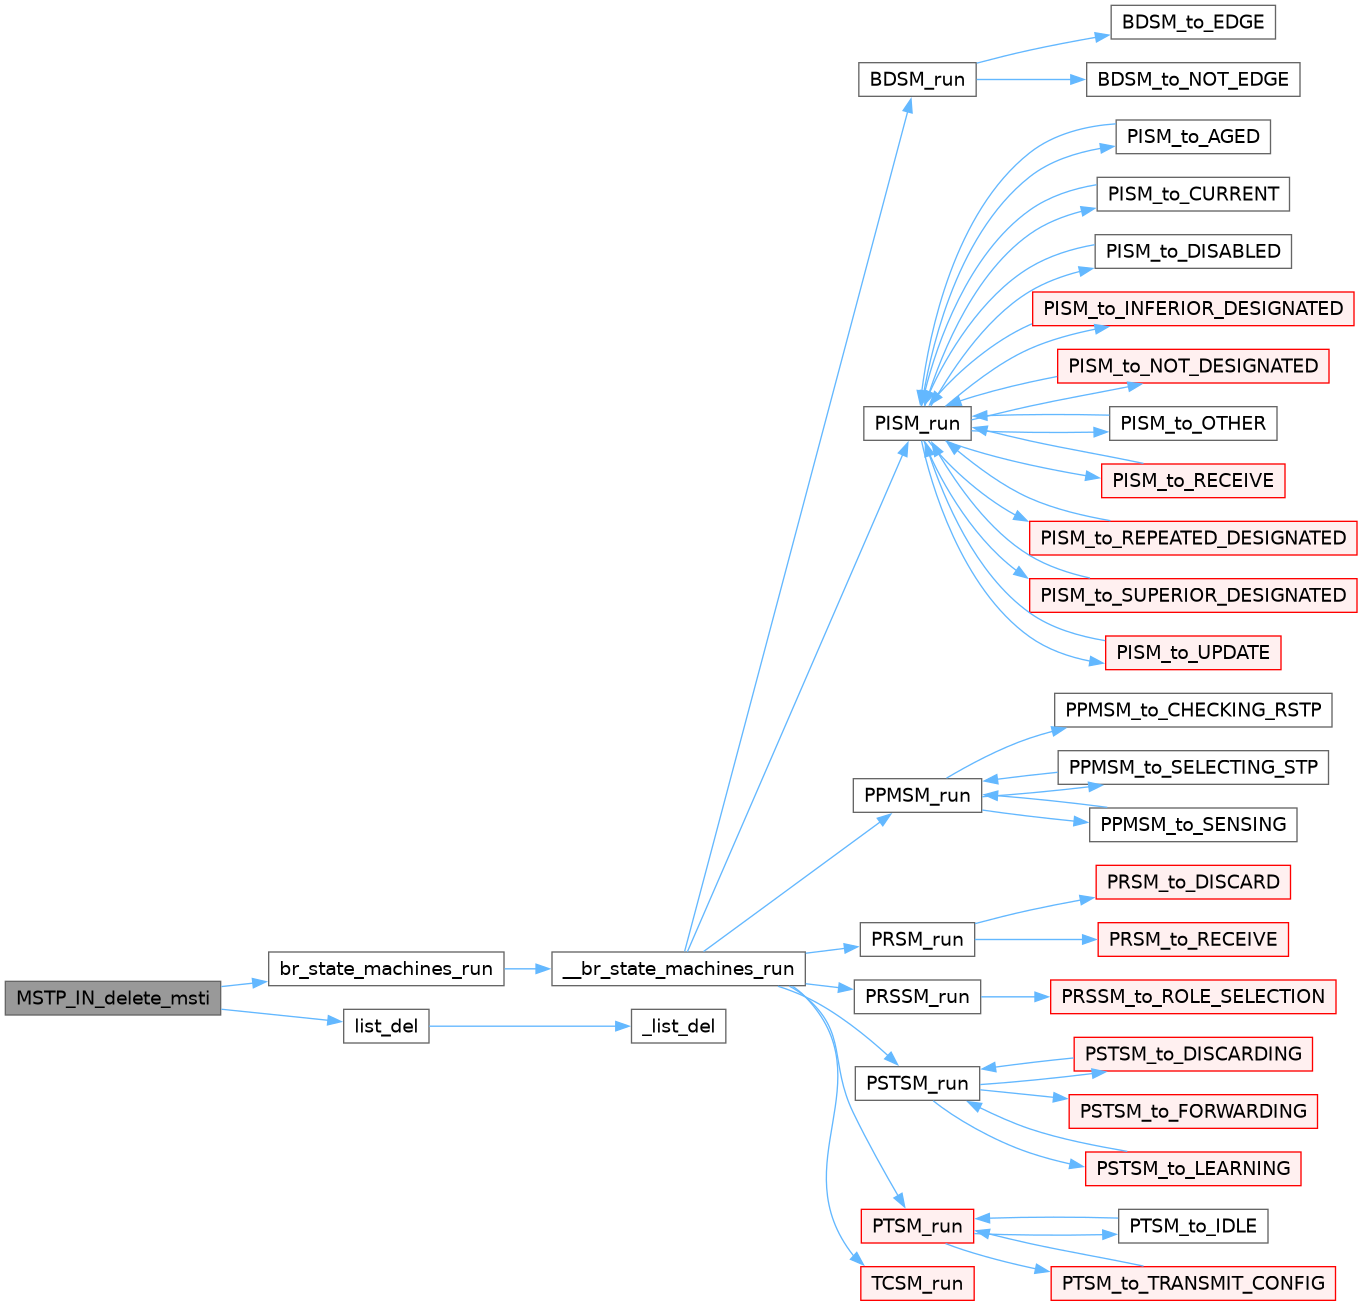 BDSM_to_EDGE
BDSM_run
BDSM_to_NOT_EDGE
PISM_to_AGED
PISM_to_CURRENT
PISM_to_DISABLED
PISM_to_INFERIOR_DESIGNATED
PISM_to_NOT_DESIGNATED
PISM_run
PISM_to_OTHER
PISM_to_RECEIVE
PISM_to_REPEATED_DESIGNATED
PISM_to_SUPERIOR_DESIGNATED
PISM_to_UPDATE
PPMSM_to_CHECKING_RSTP
PPMSM_to_SELECTING_STP
PPMSM_run
PPMSM_to_SENSING
PRSM_to_DISCARD
PRSM_run
PRSM_to_RECEIVE
br_state_machines_run
__br_state_machines_run
MSTP_IN_delete_msti
PRSSM_run
PRSSM_to_ROLE_SELECTION
list_del
_list_del
PSTSM_to_DISCARDING
PSTSM_run
PSTSM_to_FORWARDING
PSTSM_to_LEARNING
PTSM_run
PTSM_to_IDLE
TCSM_run
PTSM_to_TRANSMIT_CONFIG